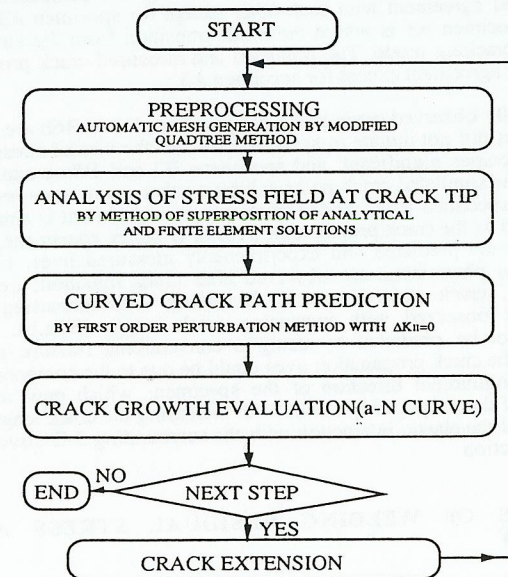 START
PREPROCESSING
AUTOMATIC MESH GENERATION BY MODIFIED
QUADTREE METHOD
ANALYSIS OF STRESS FIELD AT CRACK TIP
BY METHOD OF SUPERPOSITION OF ANALYTICAL
AND FINITE ELEMENT SOLUTIONS
CURVED CRACK PATH PREDICTION
BY FIRST ORDER PERTURBATION METHOD WITH ΔKII=0
CRACK GROWTH EVALUATION(a-N CURVE)
NO
END
NEXT STEP
YES
CRACK EXTENSION